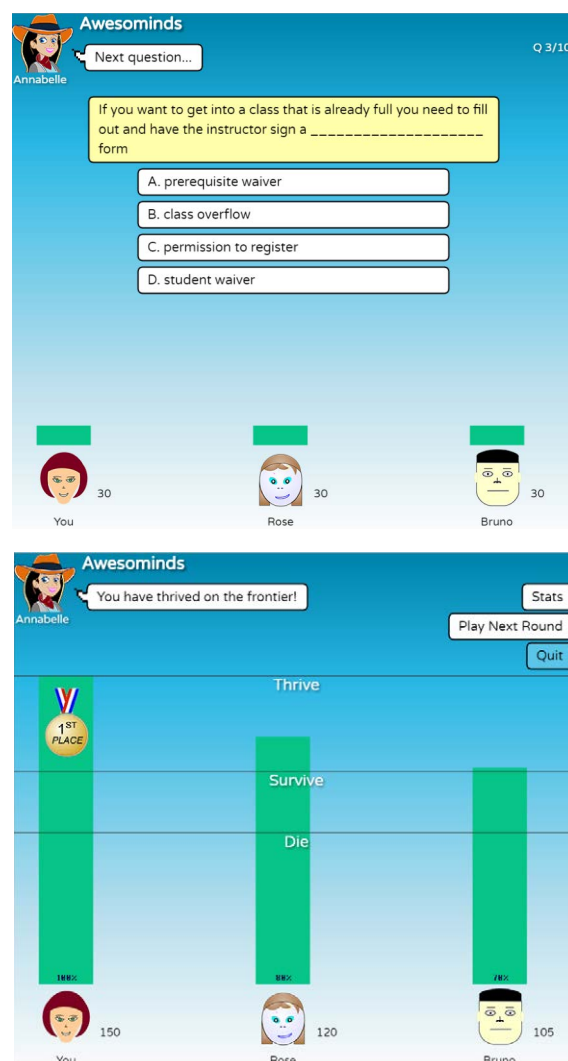 Awesominds
Next question...
Q 3/10
Annabelle
If you want to get into a class that is already full you need to fill
out and have the instructor sign a ____________________
form
A. prerequisite waiver
B. class overflow
C. permission to register
D. student waiver
30
30
30
You
Rose
Bruno
Awesominds
You have thrived on the frontier!
Stats
Annabelle
Play Next Round
Quit
Thrive
1ST
PLACE
Survive
Die
100%
80%
70%
150
120
105
You
Rose
Bruno